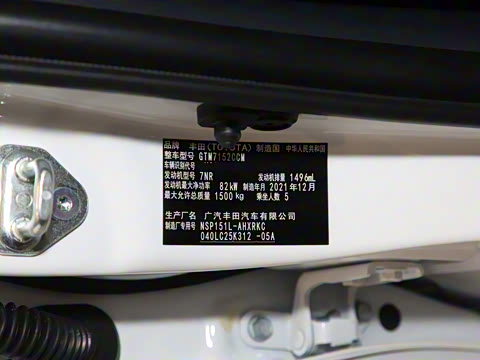 品牌 丰田(TOYOTA) 制造国 中华人民共和国
整车型号 GTM7152CCM
车辆识别代号
发动机型号 7NR 发动机排量 1496mL
发动机最大净功率 82kW 制造年月 2021年12月
最大允许总质量 1500kg 乘坐人数 5
生产厂名 广汽丰田汽车有限公司
制造厂专用号 NSP151L-AHXRKC
040LC25K312 -05A